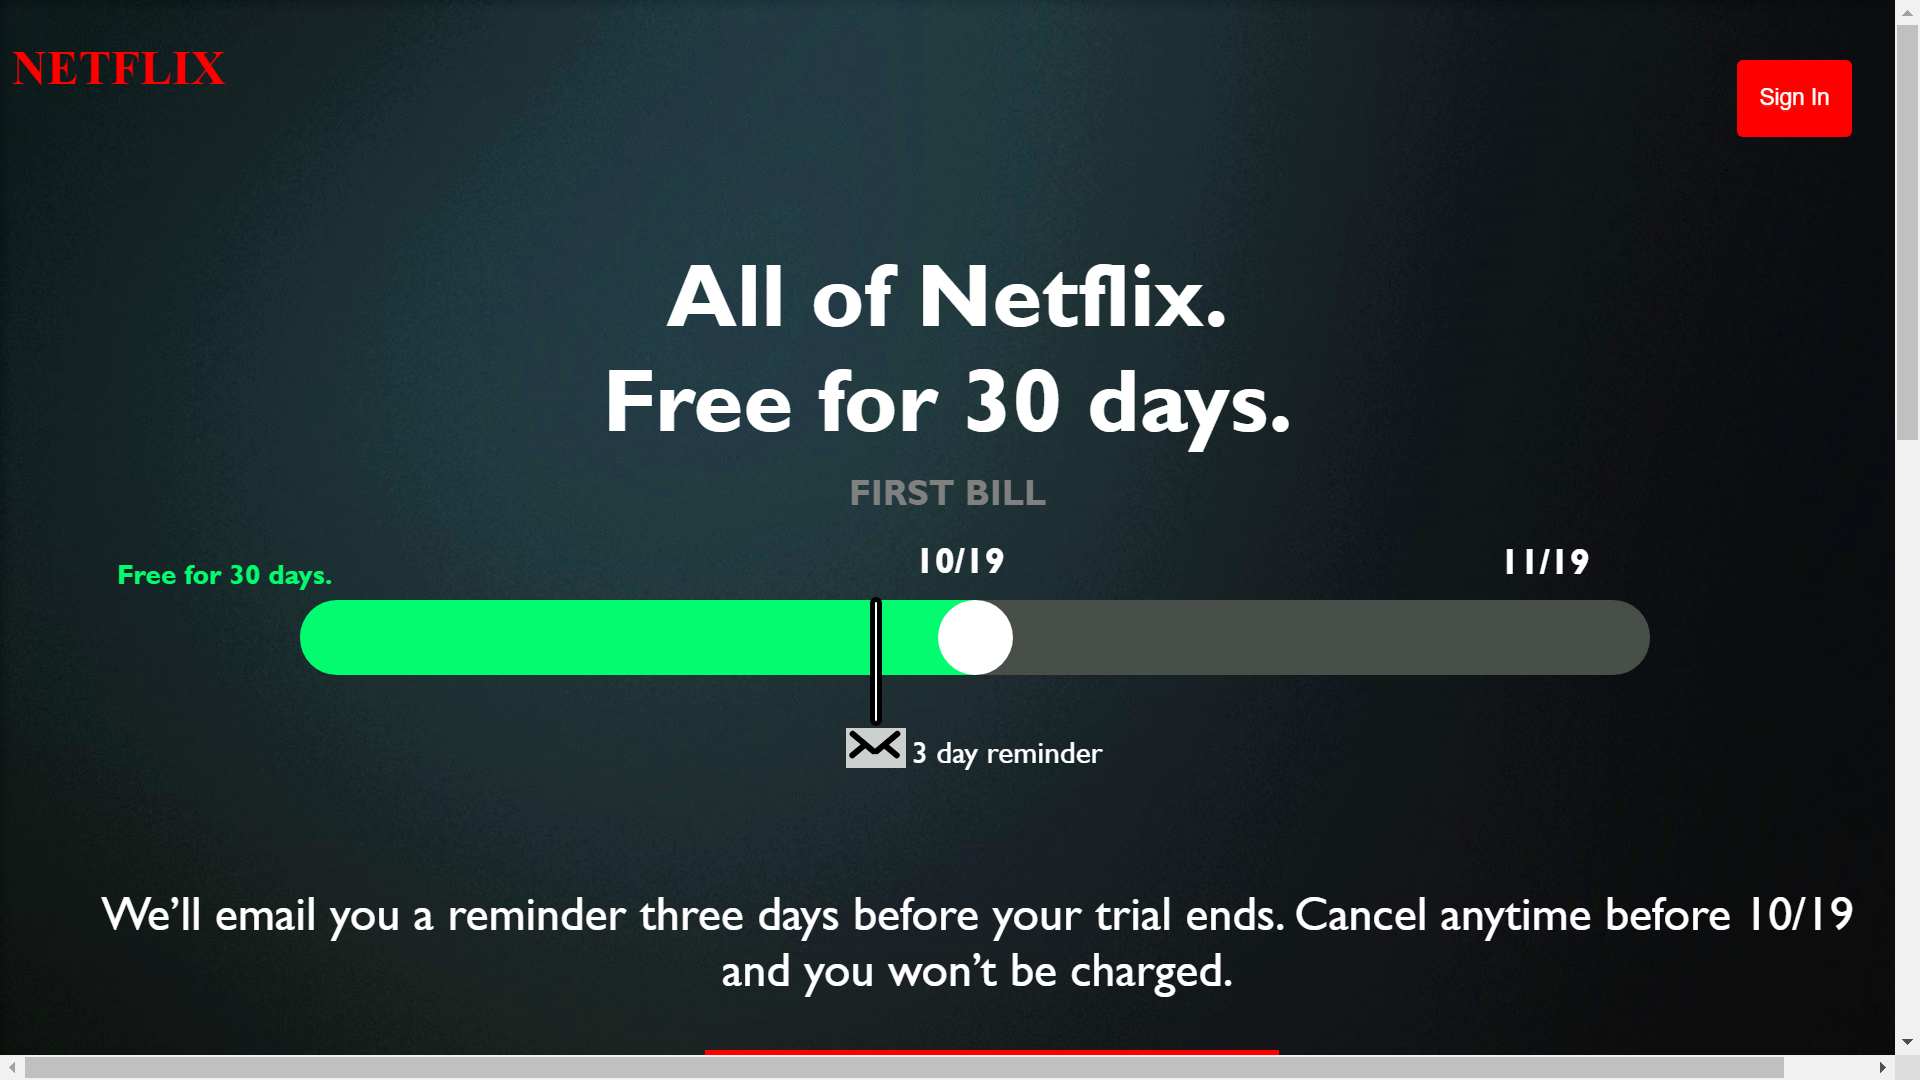 NETFLIX
Sign In
All of Netflix.
Free for 30 days.
FIRST BILL
10/19
11/19
Free for 30 days.
3 day reminder
We’ll email you a reminder three days before your trial ends. Cancel anytime before 10/19
and you won’t be charged.